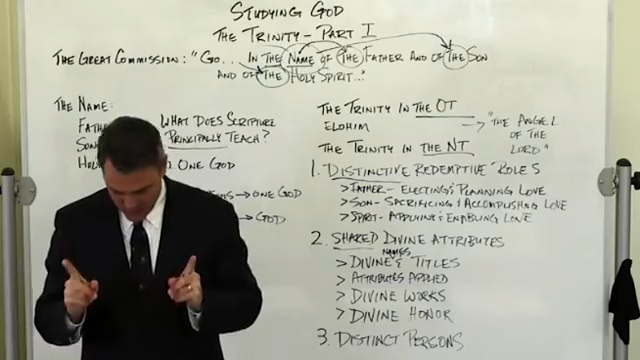 STUDYING GOD
THE TRINITY - PART I
THE GREAT COMMISSION: "GO... IN THE NAME OF THE FATHER AND OF THE SON
AND OF THE HOLY SPIRIT..."
THE NAME:
WHAT DOES SCRIPTURE
PRINCIPALLY TEACH?
ONE GOD
→ ONE GOD
→ GOD
THE TRINITY IN THE OT
ELOHIM → "THE ANGEL
OF THE
LORD"
THE TRINITY IN THE NT
1. DISTINCTIVE REDEMPTIVE ROLES
> FATHER - ELECTING & PLANNING LOVE
> SON - SACRIFICING & ACCOMPLISHING LOVE
> SPIRIT - APPLYING & ENABLING LOVE
2. SHARED DIVINE ATTRIBUTES
NAMES
> DIVINE & TITLES
> ATTRIBUTES APPLIED
> DIVINE WORKS
> DIVINE HONOR
3. DISTINCT PERSONS